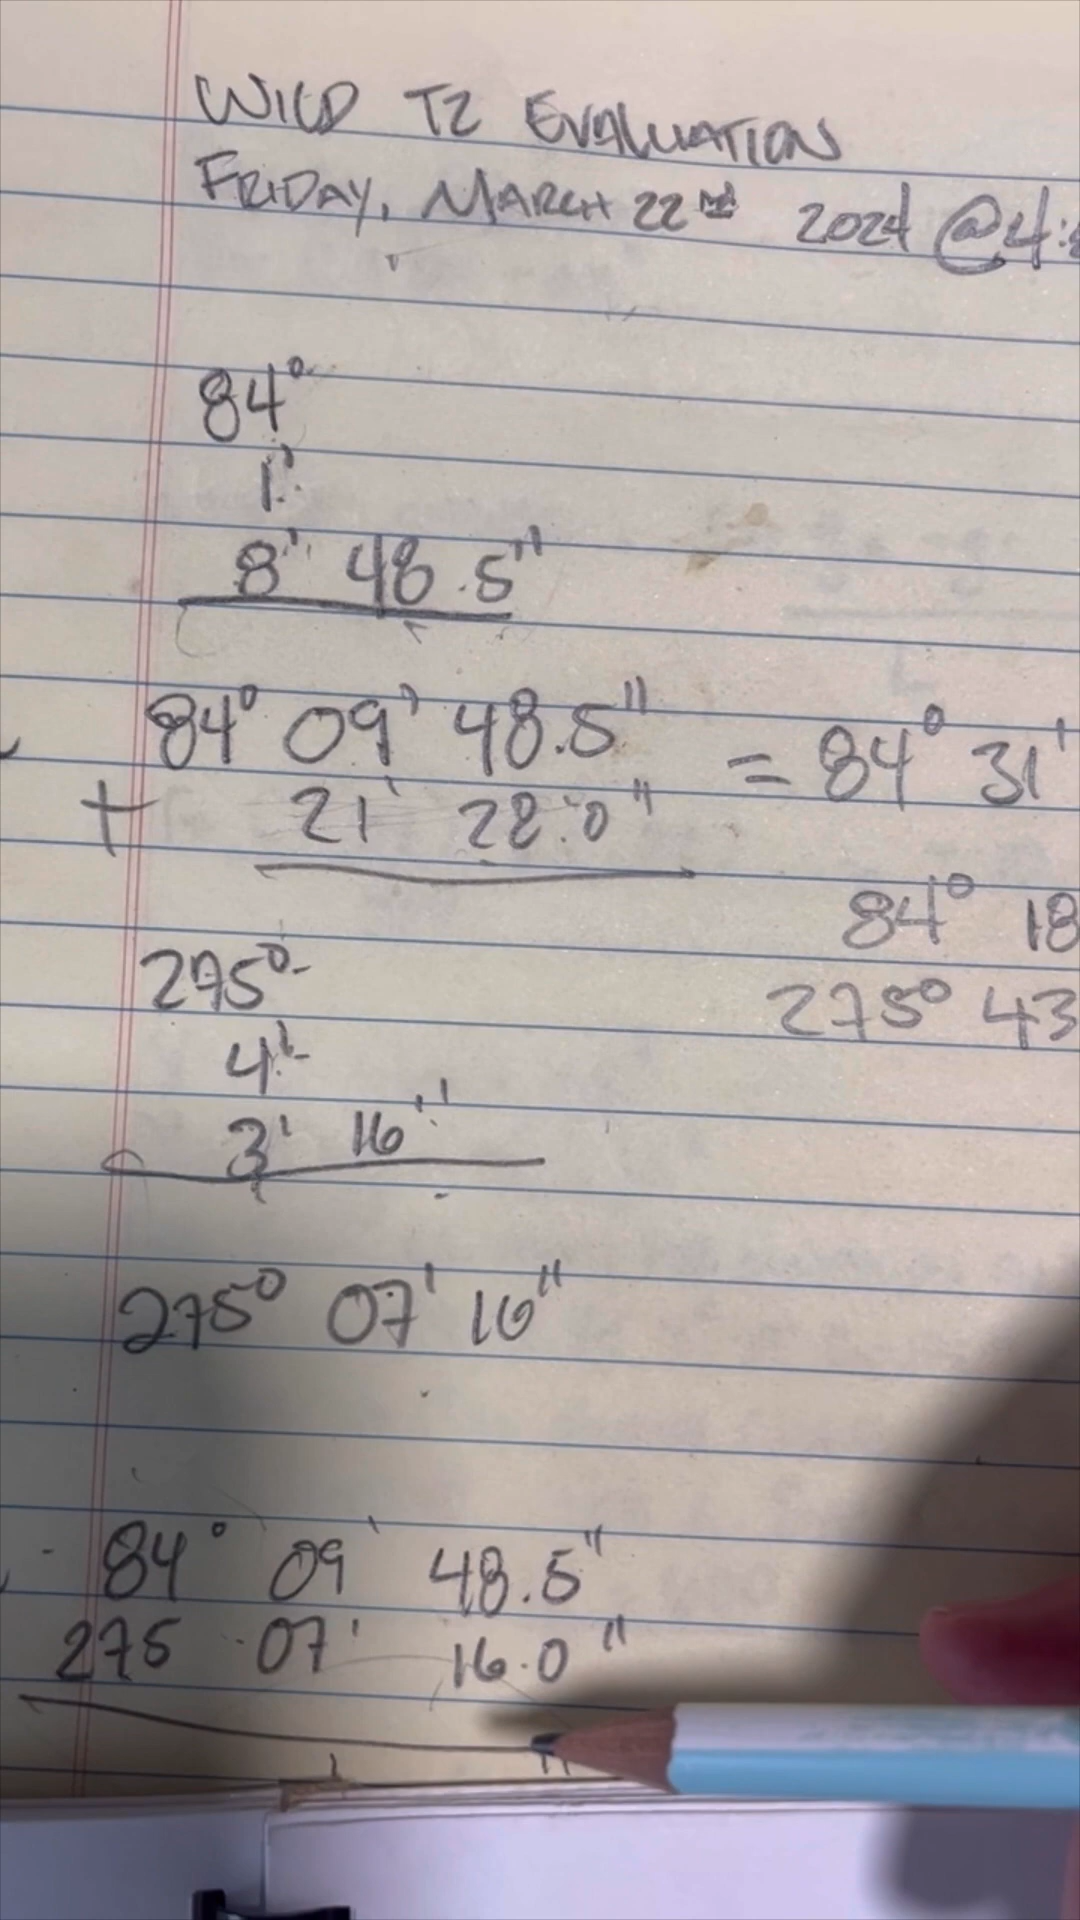 WILD T2 EVALUATION
FRIDAY, MARCH 22nd 2024 @ 4:
84°
1'
8' 48.5"
84° 09' 48.5" = 84° 31'
+ 21' 22.0"
84° 18
275° 43
275°
4'
3' 16"
275° 07' 16"
84° 09' 48.5"
275 07' 16.0"
' "